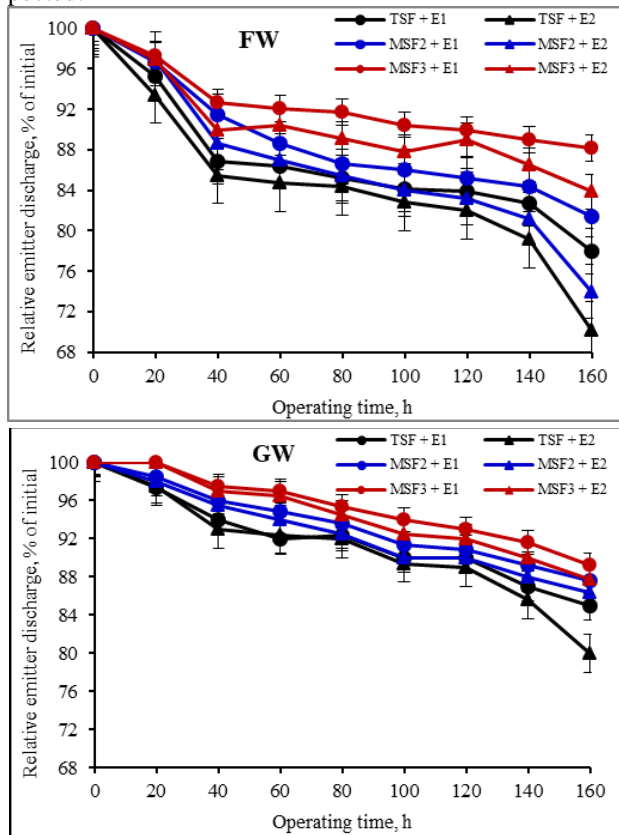 FW
TSF + E1 TSF + E2
MSF2 + E1 MSF2 + E2
MSF3 + E1 MSF3 + E2
Relative emitter discharge, % of initial
100
96
92
88
84
80
76
72
68
0 20 40 60 80 100 120 140 160
Operating time, h
GW
TSF + E1 TSF + E2
MSF2 + E1 MSF2 + E2
MSF3 + E1 MSF3 + E2
Relative emitter discharge, % of initial
100
96
92
88
84
80
76
72
68
0 20 40 60 80 100 120 140 160
Operating time, h